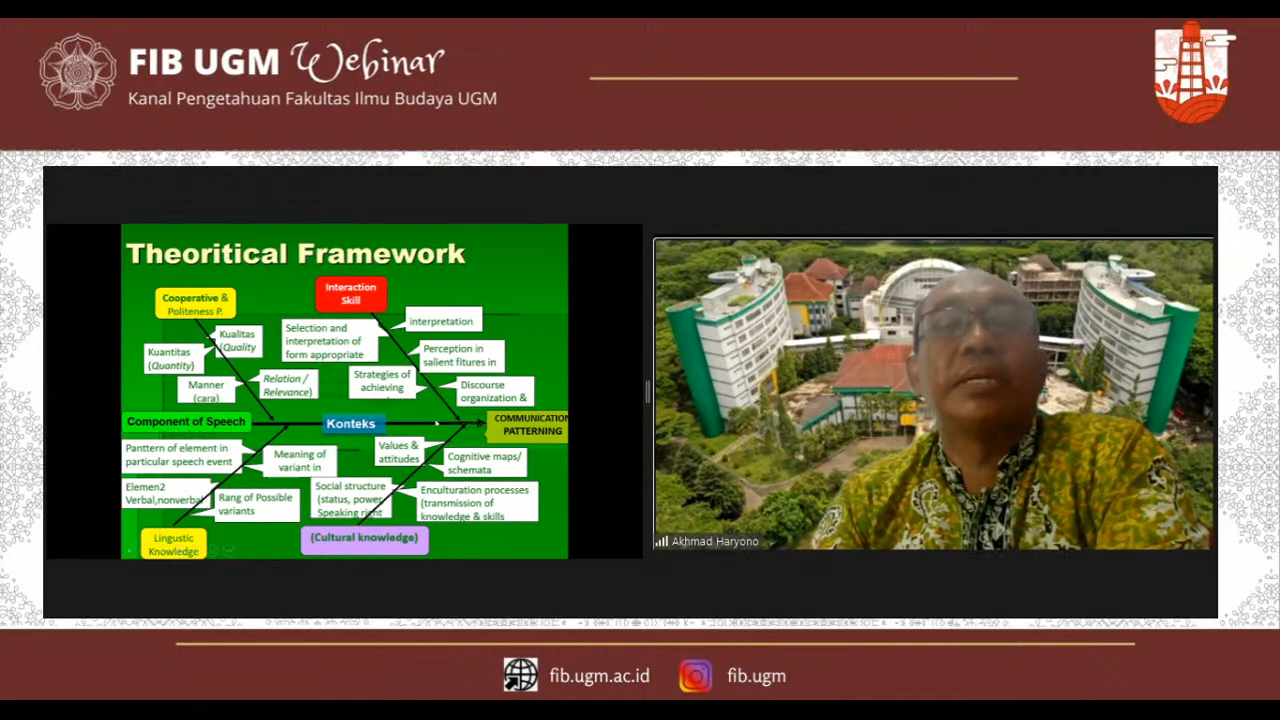 FIB UGM Webinar
Kanal Pengetahuan Fakultas Ilmu Budaya UGM
Theoritical Framework
Cooperative &
Politeness P.
Interaction
Skill
Kualitas
(Quality
Kuantitas
(Quantity)
Manner
(cara)
Relation /
Relevance)
Selection and
interpretation of
form appropriate
interpretation
Perception in
salient fitures in
Strategies of
achieving
Discourse
organization &
Component of Speech
Konteks
COMMUNICATION
PATTERNING
Panttern of element in
particular speech event
Meaning of
variant in
Elemen2
Verbal,nonverbal
Rang of Possible
variants
Values &
attitudes
Cognitive maps/
schemata
Social structure
(status, power,
Speaking right
Enculturation processes
(transmission of
knowledge & skills
Lingustic
Knowledge
(Cultural knowledge)
Akhmad Haryono
fib.ugm.ac.id
fib.ugm